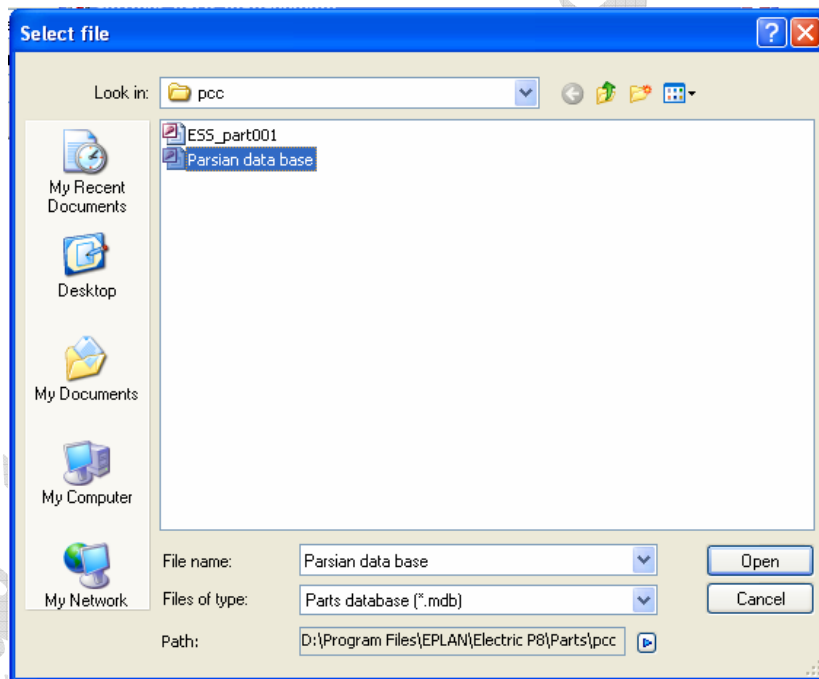 Select file
Look in: pcc
ESS_part001
Parsian data base
My Recent
Documents
Desktop
My Documents
My Computer
My Network
File name: Parsian data base Open
Files of type: Parts database (*.mdb) Cancel
Path: D:\Program Files\EPLAN\Electric P8\Parts\pcc